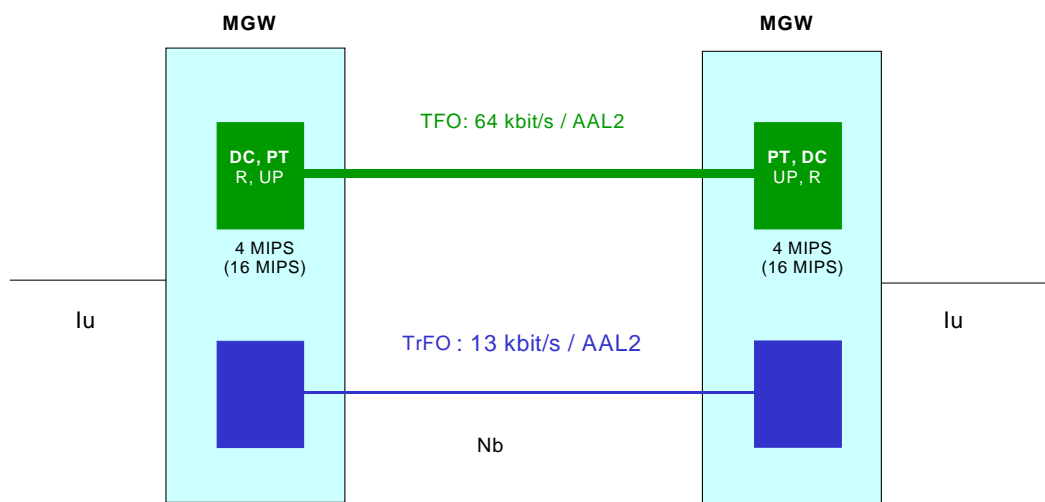 MGW
MGW
TFO: 64 kbit/s / AAL2
DC, PT
R, UP
PT, DC
UP, R
4 MIPS
(16 MIPS)
4 MIPS
(16 MIPS)
Iu
Iu
TrFO : 13 kbit/s / AAL2
Nb